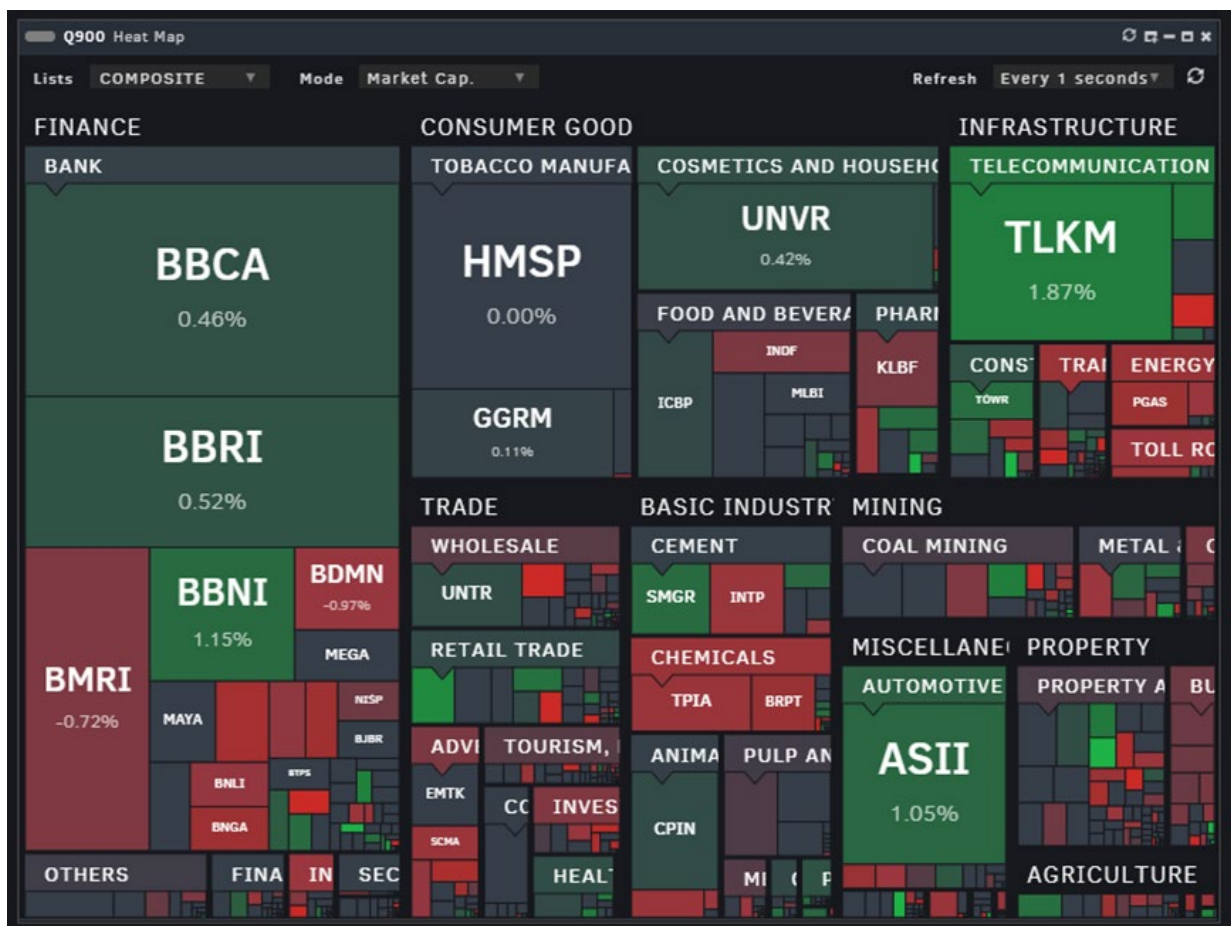 Q900 Heat Map
Lists COMPOSITE Mode Market Cap. Refresh Every 1 seconds
FINANCE
BANK
BBCA
0.46%
BBRI
0.52%
BMRI
-0.72%
BBNI
1.15%
BDMN
-0.97%
MEGA
MAYA
NISP
BJBR
BNLI
BTPS
BNGA
OTHERS
FINA
IN
SEC
CONSUMER GOOD
TOBACCO MANUFA
HMSP
0.00%
GGRM
0.11%
COSMETICS AND HOUSEH
UNVR
0.42%
FOOD AND BEVERA
INDF
ICBP
MLBI
PHAR
KLBF
INFRASTRUCTURE
TELECOMMUNICATION
TLKM
1.87%
CONS
TOWR
TRA
ENERGY
PGAS
TOLL RO
TRADE
WHOLESALE
UNTR
RETAIL TRADE
ADVE
EMTK
SCMA
TOURISM,
CO
INVES
HEAL
BASIC INDUSTR
CEMENT
SMGR
INTP
CHEMICALS
TPIA
BRPT
ANIMA
CPIN
PULP AN
MINING
COAL MINING
METAL
MISCELLANE
AUTOMOTIVE
ASII
1.05%
PROPERTY
PROPERTY A
BU
AGRICULTURE